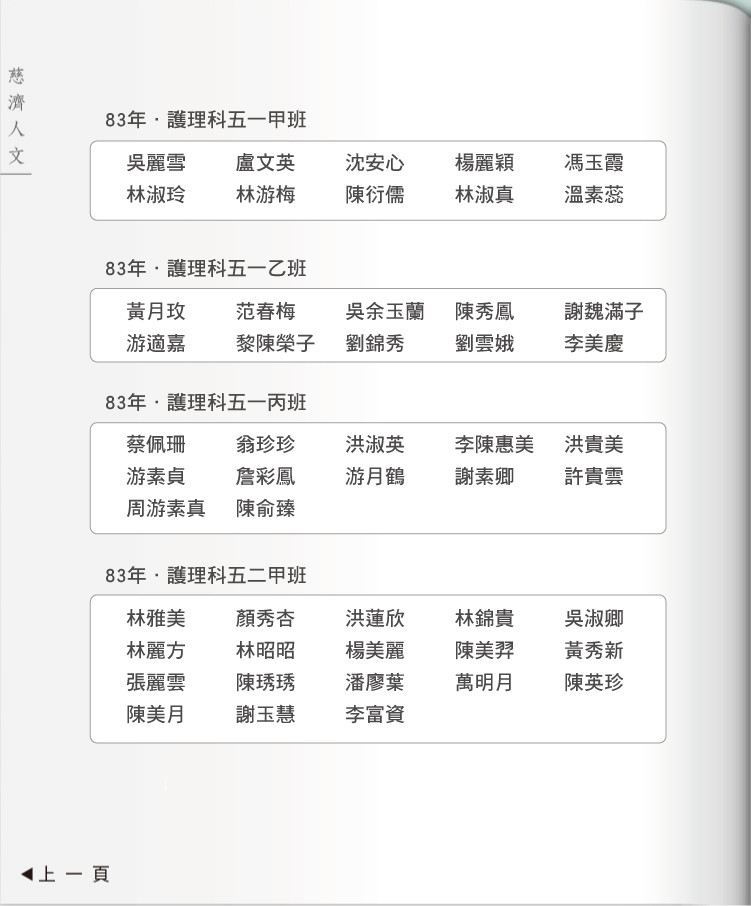 慈濟人文
83年．護理科五一甲班
吳麗雪 盧文英 沈安心 楊麗穎 馮玉霞
林淑玲 林游梅 陳衍儒 林淑真 溫素蕊
83年．護理科五一乙班
黃月玫 范春梅 吳余玉蘭 陳秀鳳 謝魏滿子
游適嘉 黎陳榮子 劉錦秀 劉雲娥 李美慶
83年．護理科五一丙班
蔡佩珊 翁珍珍 洪淑英 李陳惠美 洪貴美
游素貞 詹彩鳳 游月鶴 謝素卿 許貴雲
周游素真 陳俞臻
83年．護理科五二甲班
林雅美 顏秀杏 洪蓮欣 林錦貴 吳淑卿
林麗方 林昭昭 楊美麗 陳美羿 黃秀新
張麗雲 陳琇琇 潘廖葉 萬明月 陳英珍
陳美月 謝玉慧 李富資
◀上一頁